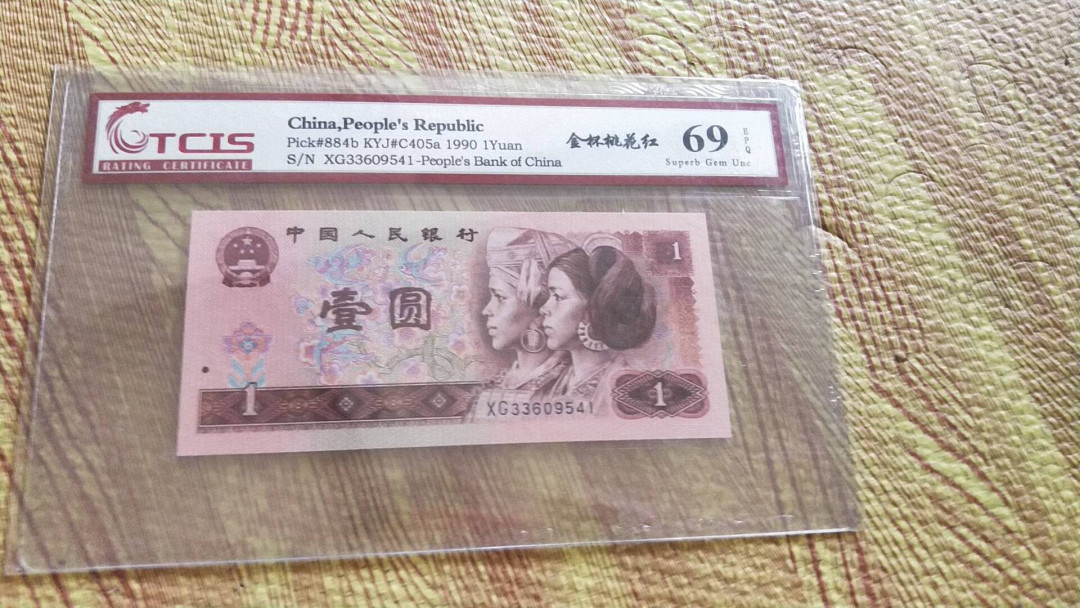 TCIS
RATING CERTIFICATE
China,People's Republic
Pick#884b KYJ#C405a 1990 1Yuan
S/N XG33609541-People's Bank of China
金杯桃花红
69
EPQ
Superb Gem Unc
中国人民银行
1
壹圆
1
XG33609541
1